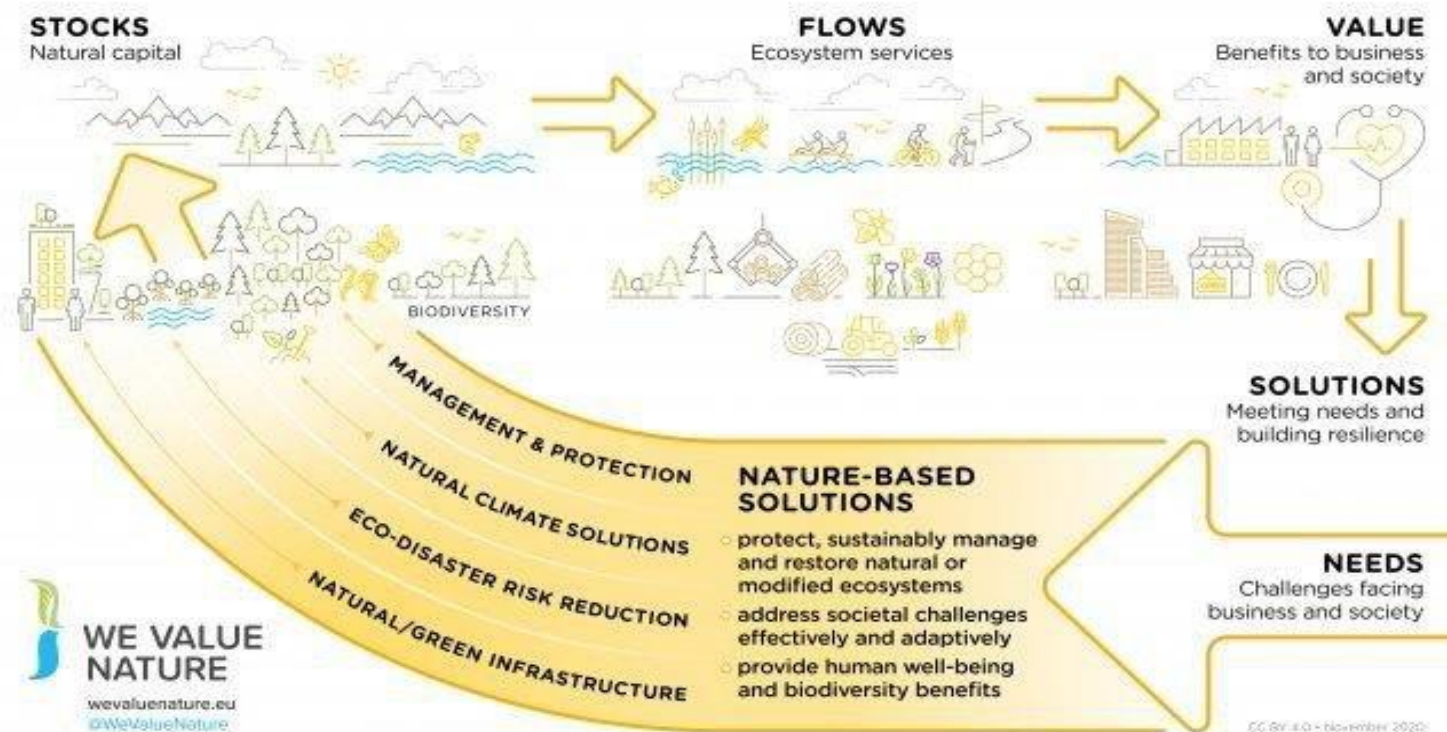 STOCKS
Natural capital
FLOWS
Ecosystem services
VALUE
Benefits to business
and society
BIODIVERSITY
SOLUTIONS
Meeting needs and
building resilience
MANAGEMENT & PROTECTION
NATURAL CLIMATE SOLUTIONS
ECO-DISASTER RISK REDUCTION
NATURAL/GREEN INFRASTRUCTURE
NATURE-BASED
SOLUTIONS
protect, sustainably manage
and restore natural or
modified ecosystems
address societal challenges
effectively and adaptively
provide human well-being
and biodiversity benefits
NEEDS
Challenges facing
business and society
WE VALUE
NATURE
wevaluenature.eu
@WeValueNature
CC BY 4.0 - November 2020